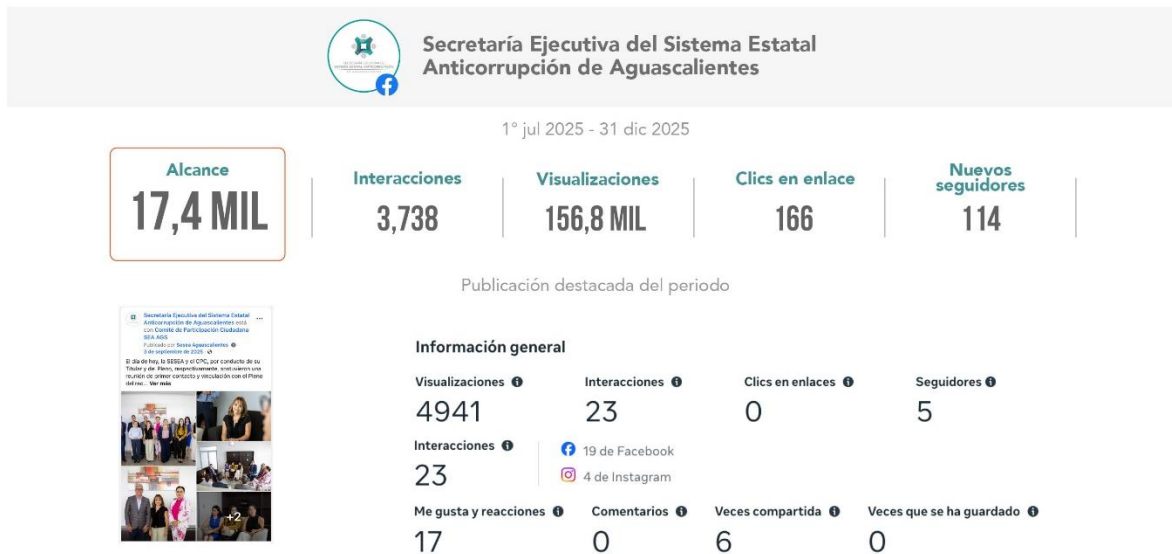 Secretaría Ejecutiva del Sistema Estatal
Anticorrupción de Aguascalientes
1° jul 2025 - 31 dic 2025
Alcance
17,4 MIL
Interacciones
3,738
Visualizaciones
156,8 MIL
Clics en enlace
166
Nuevos
seguidores
114
Publicación destacada del periodo
Secretaría Ejecutiva del Sistema Estatal
Anticorrupción de Aguascalientes está
con Comité de Participación Ciudadana
SEA AGS
Publicado por Sesea Aguascalientes
3 de septiembre de 2025
El día de hoy, la SESEA y el CPC, por conducto de su
Titular y del Pleno, respectivamente, sostuvieron una
reunión de primer contacto y vinculación con el Pleno
del rec... Ver más
+2
Información general
Visualizaciones
4941
Interacciones
23
Clics en enlaces
0
Seguidores
5
Interacciones
23
19 de Facebook
4 de Instagram
Me gusta y reacciones
17
Comentarios
0
Veces compartida
6
Veces que se ha guardado
0